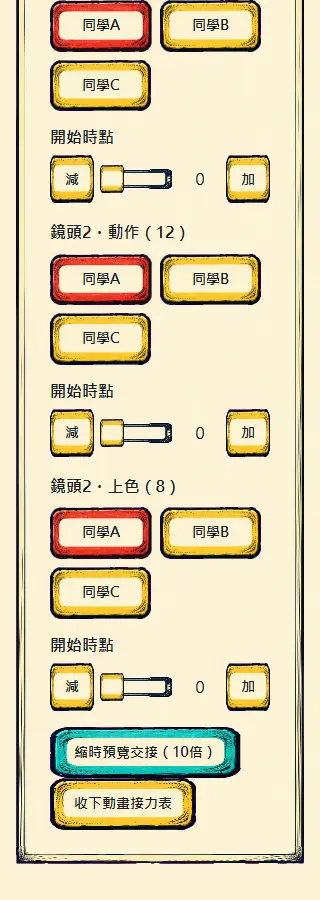 同學A 同學B
同學C
開始時點
減 0 加
鏡頭2・動作（12）
同學A 同學B
同學C
開始時點
減 0 加
鏡頭2・上色（8）
同學A 同學B
同學C
開始時點
減 0 加
縮時預覽交接（10倍）
收下動畫接力表